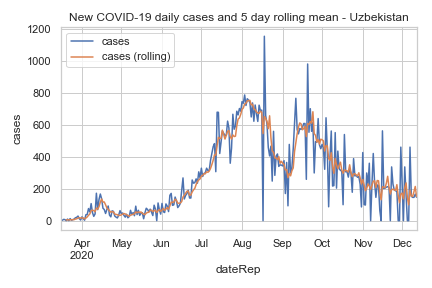 New COVID-19 daily cases and 5 day rolling mean - Uzbekistan
cases
cases (rolling)
1200
1000
800
600
400
200
0
cases
Apr May Jun Jul Aug Sep Oct Nov Dec
2020
dateRep